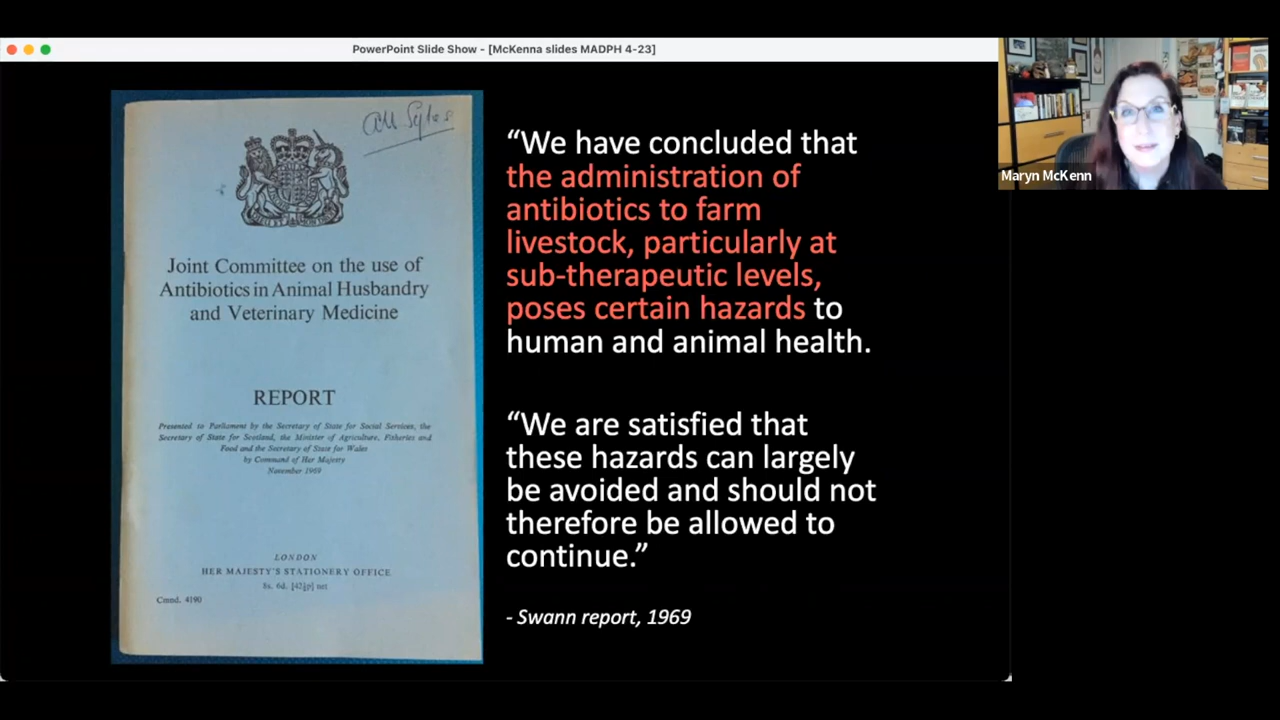 PowerPoint Slide Show - [McKenna slides MADPH 4-23]
Joint Committee on the use of
Antibiotics in Animal Husbandry
and Veterinary Medicine
REPORT
Presented to Parliament by the Secretary of State for Social Services, the
Secretary of State for Scotland, the Minister of Agriculture, Fisheries and
Food and the Secretary of State for Wales
by Command of Her Majesty
November 1969
LONDON
HER MAJESTY'S STATIONERY OFFICE
8s. 6d. [42½p] net
Cmnd. 4190
“We have concluded that
the administration of
antibiotics to farm
livestock, particularly at
sub-therapeutic levels,
poses certain hazards to
human and animal health.
“We are satisfied that
these hazards can largely
be avoided and should not
therefore be allowed to
continue.”
- Swann report, 1969
Maryn McKenn